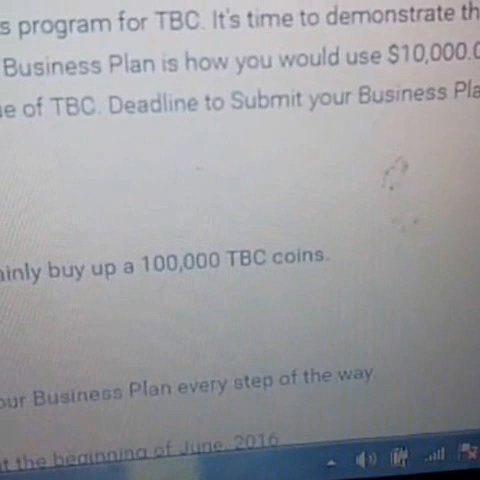 s program for TBC. It's time to demonstrate th
Business Plan is how you would use $10,000.0
ue of TBC. Deadline to Submit your Business Pla
ainly buy up a 100,000 TBC coins.
our Business Plan every step of the way
t the beginning of June, 2016